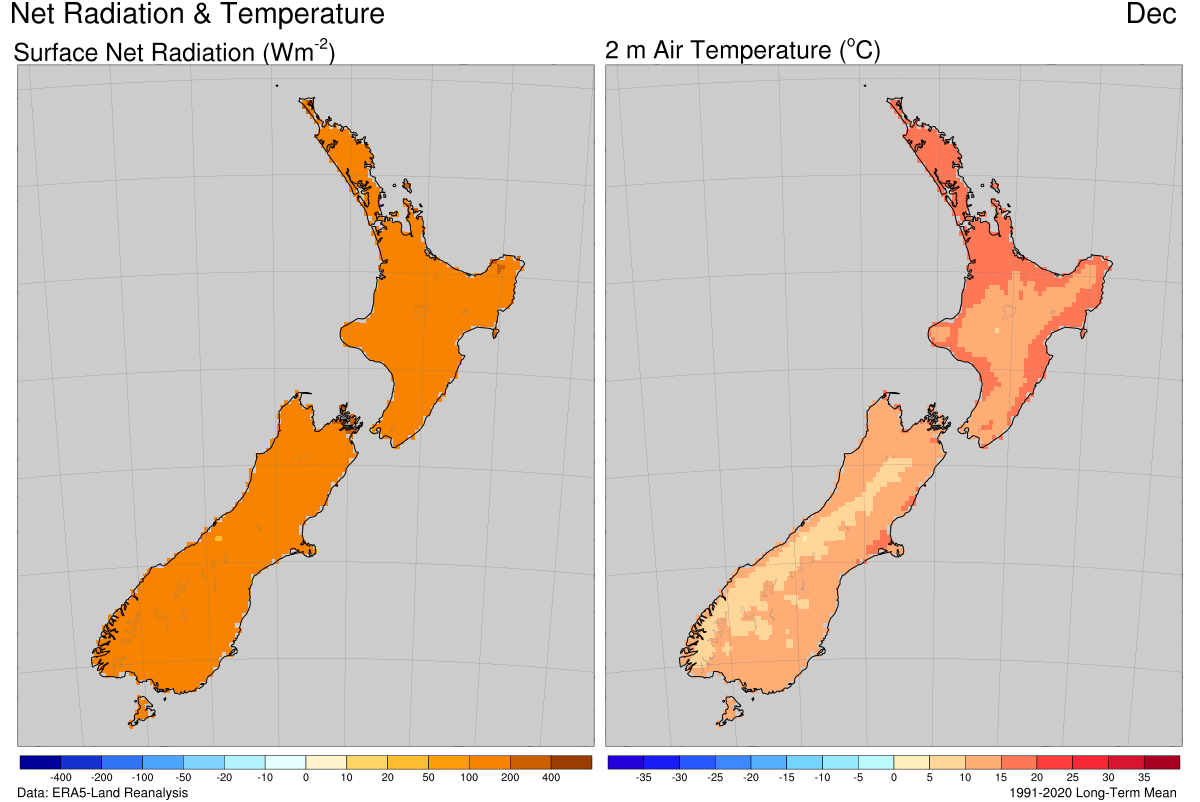 Net Radiation & Temperature
Dec
Surface Net Radiation (Wm-2)
2 m Air Temperature (oC)
-400 -200 -100 -50 -20 -10 0 10 20 50 100 200 400
-35 -30 -25 -20 -15 -10 -5 0 5 10 15 20 25 30 35
Data: ERA5-Land Reanalysis
1991-2020 Long-Term Mean